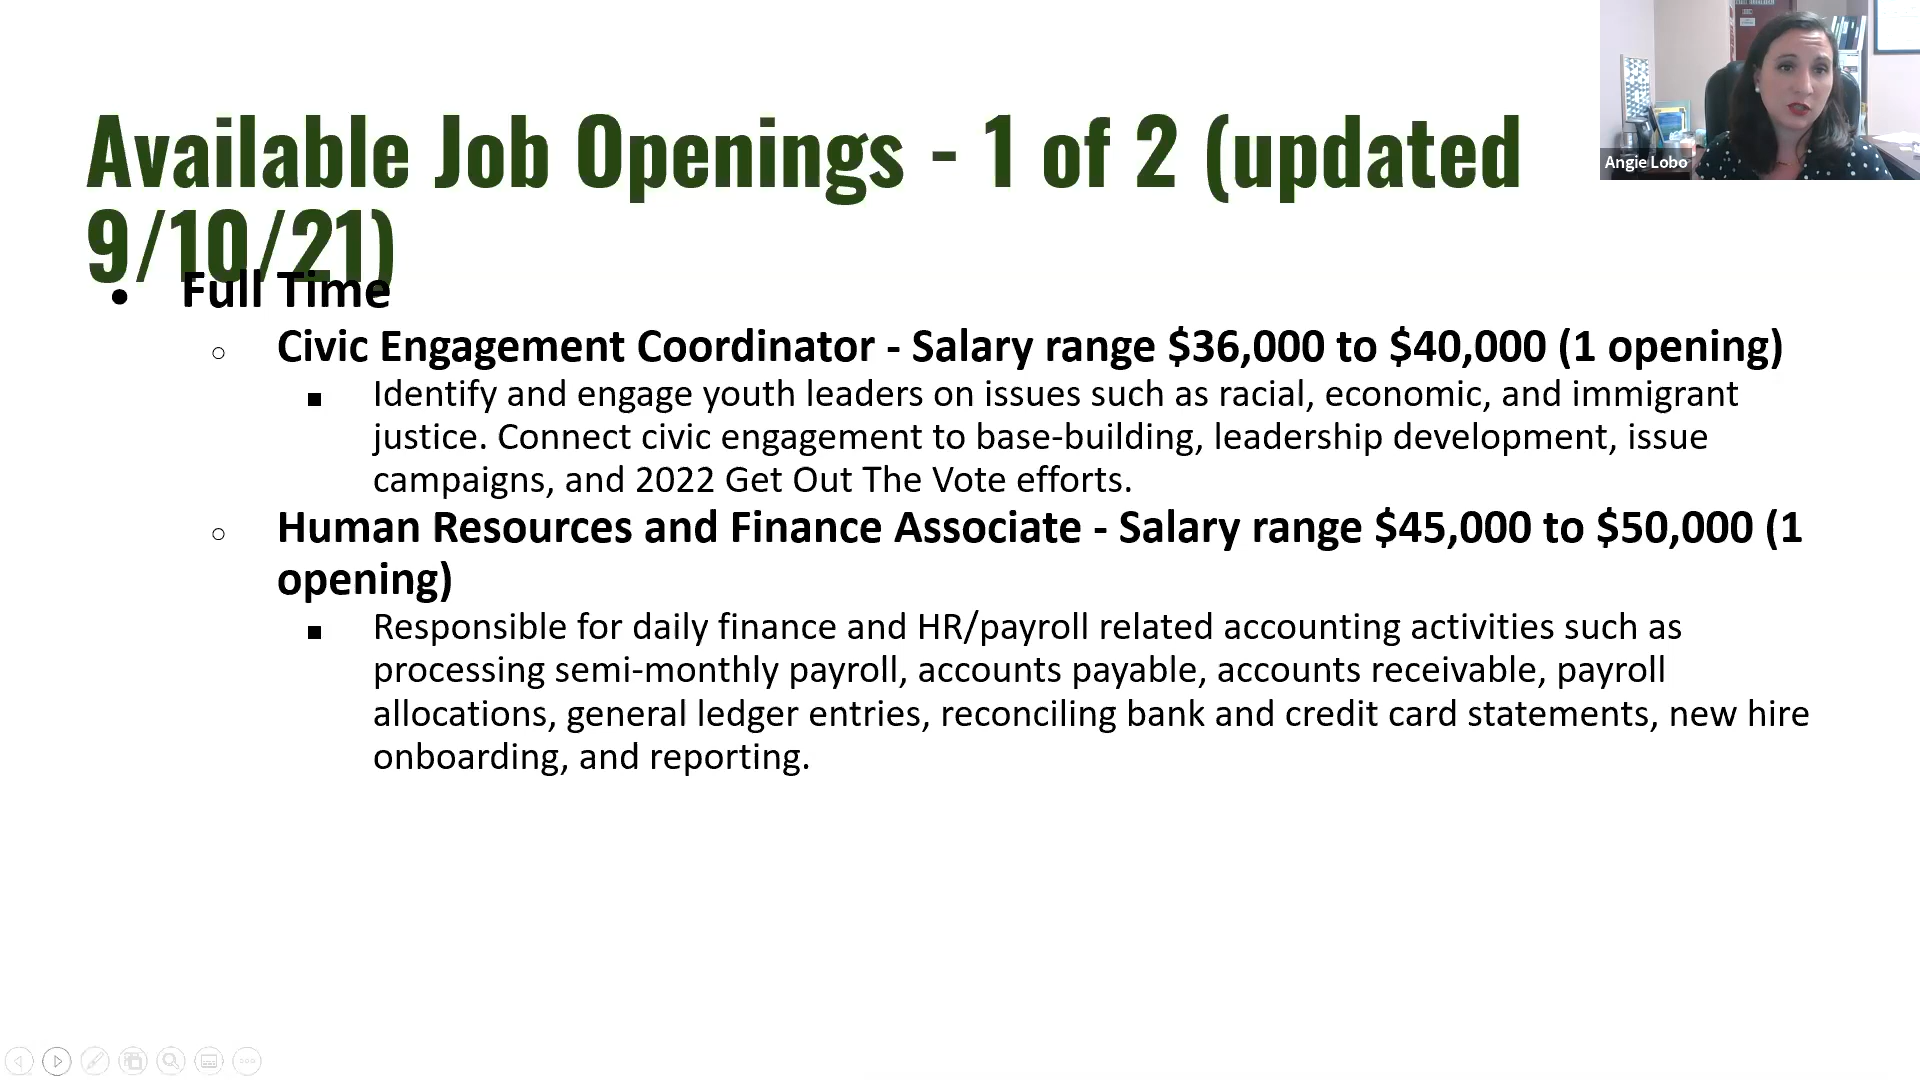 Available Job Openings - 1 of 2 (updated
9/10/21)
Angie Lobo
• Full Time
○ Civic Engagement Coordinator - Salary range $36,000 to $40,000 (1 opening)
■ Identify and engage youth leaders on issues such as racial, economic, and immigrant
justice. Connect civic engagement to base-building, leadership development, issue
campaigns, and 2022 Get Out The Vote efforts.
○ Human Resources and Finance Associate - Salary range $45,000 to $50,000 (1
opening)
■ Responsible for daily finance and HR/payroll related accounting activities such as
processing semi-monthly payroll, accounts payable, accounts receivable, payroll
allocations, general ledger entries, reconciling bank and credit card statements, new hire
onboarding, and reporting.